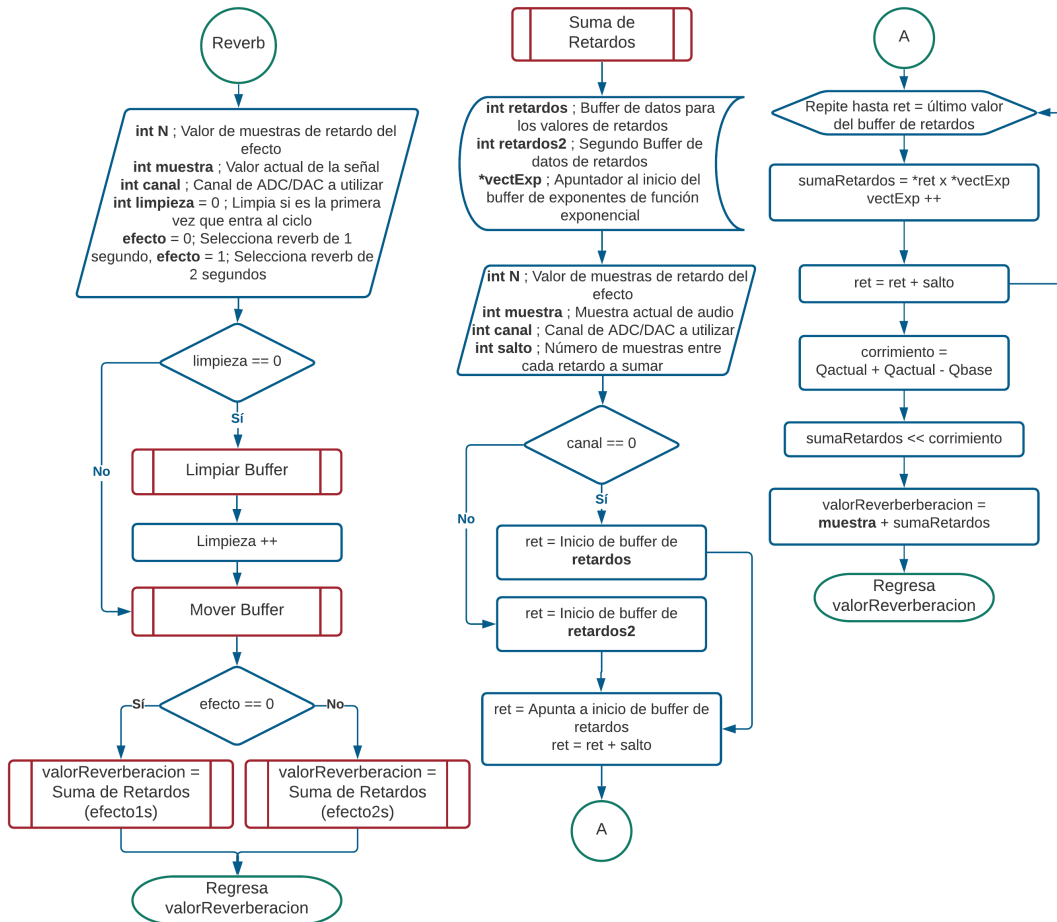 Reverb
int N ; Valor de muestras de retardo del
efecto
int muestra ; Valor actual de la señal
int canal ; Canal de ADC/DAC a utilizar
int limpieza = 0 ; Limpia si es la primera
vez que entra al ciclo
efecto = 0; Selecciona reverb de 1
segundo, efecto = 1; Selecciona reverb de
2 segundos
limpieza == 0
Sí
No
Limpiar Buffer
Limpieza ++
Mover Buffer
efecto == 0
Sí
No
valorReverberacion =
Suma de Retardos
(efecto1s)
valorReverberacion =
Suma de Retardos
(efecto2s)
Regresa
valorReverberacion
Suma de
Retardos
int retardos ; Buffer de datos para
los valores de retardos
int retardos2 ; Segundo Buffer de
datos de retardos
*vectExp ; Apuntador al inicio del
buffer de exponentes de función
exponencial
int N ; Valor de muestras de retardo del
efecto
int muestra ; Muestra actual de audio
int canal ; Canal de ADC/DAC a utilizar
int salto ; Número de muestras entre
cada retardo a sumar
canal == 0
Sí
No
ret = Inicio de buffer de
retardos
ret = Inicio de buffer de
retardos2
ret = Apunta a inicio de buffer de
retardos
ret = ret + salto
A
A
Repite hasta ret = último valor
del buffer de retardos
sumaRetardos = *ret x *vectExp
vectExp ++
ret = ret + salto
corrimiento =
Qactual + Qactual - Qbase
sumaRetardos << corrimiento
valorReverberberacion =
muestra + sumaRetardos
Regresa
valorReverberacion